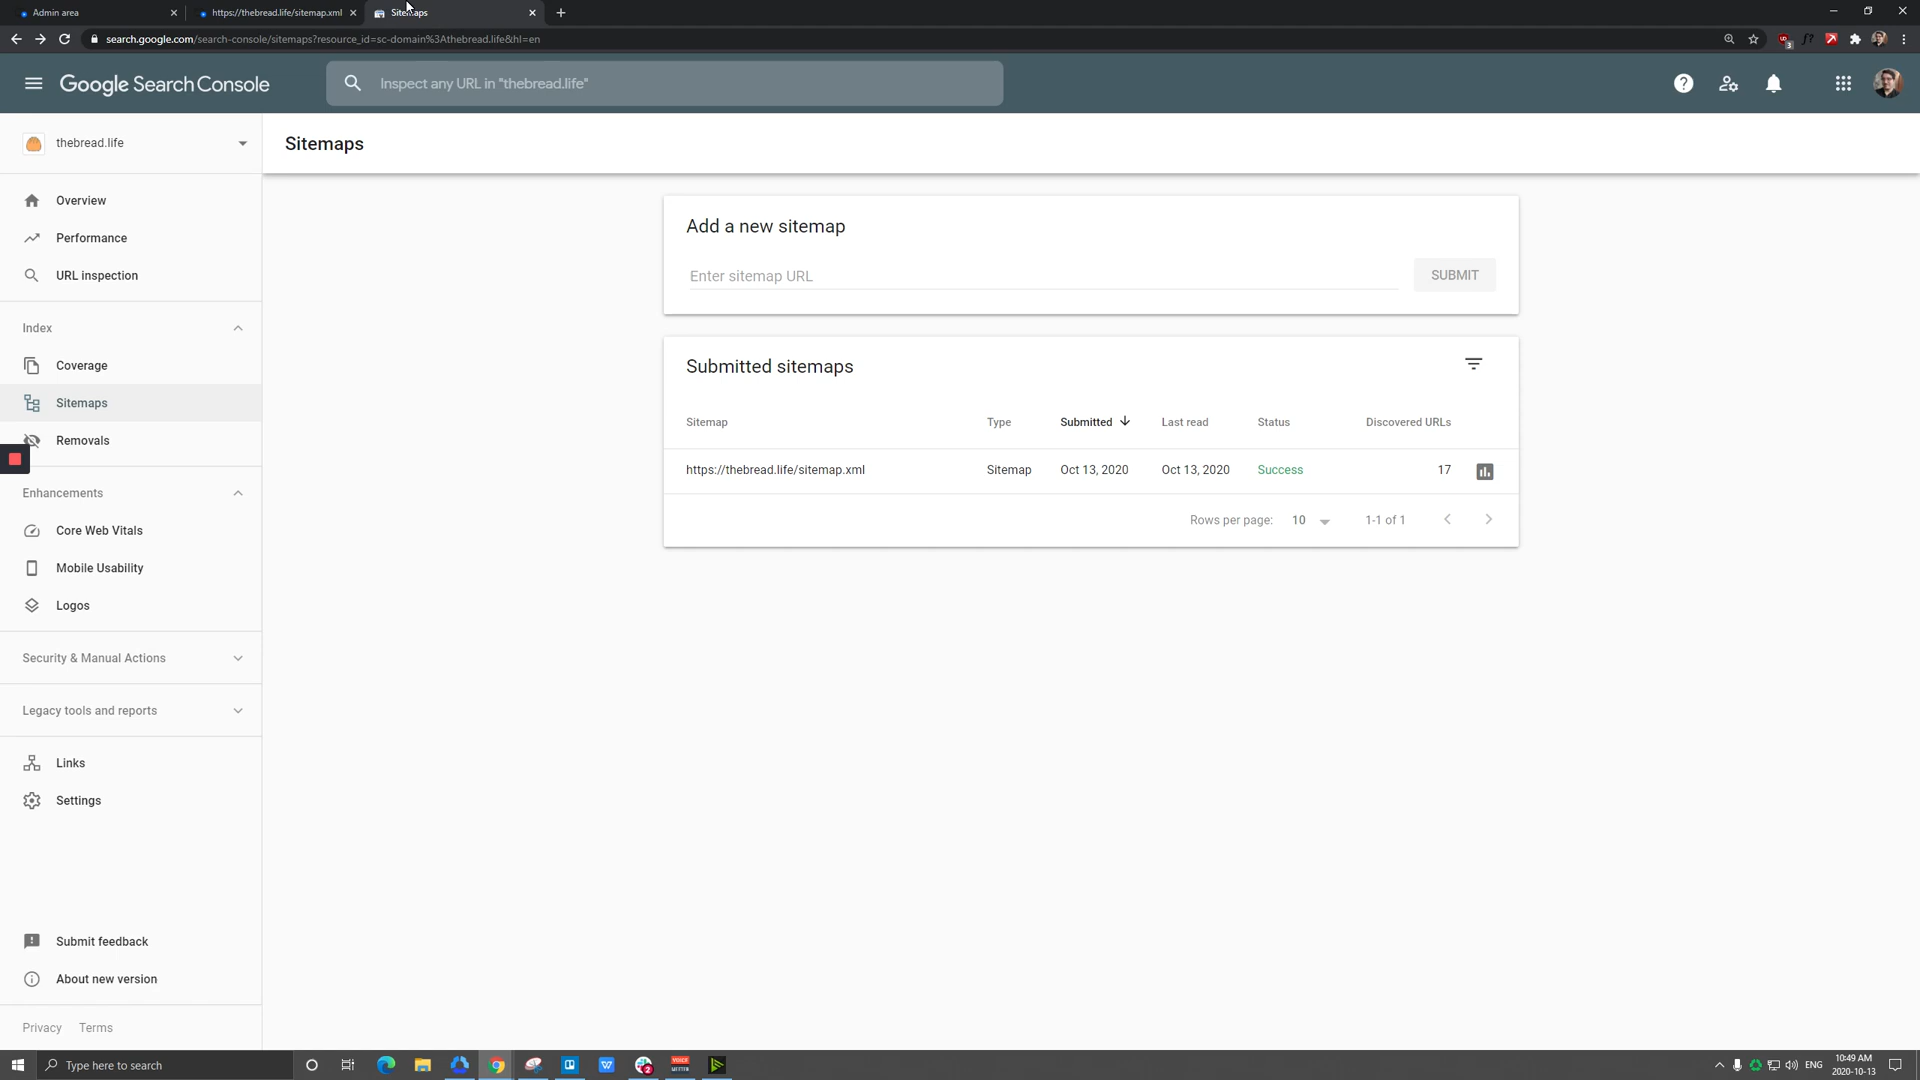 Admin area
https://thebread.life/sitemap.xml
Sitemaps
search.google.com/search-console/sitemaps?resource_id=sc-domain%3Athebread.life&hl=en
3
Google Search Console
Inspect any URL in "thebread.life"
thebread.life
Sitemaps
Overview
Performance
URL inspection
Index
Coverage
Sitemaps
Removals
Enhancements
Core Web Vitals
Mobile Usability
Logos
Security & Manual Actions
Legacy tools and reports
Links
Settings
Submit feedback
About new version
Privacy Terms
Add a new sitemap
Enter sitemap URL
SUBMIT
Submitted sitemaps
Sitemap Type Submitted Last read Status Discovered URLs
https://thebread.life/sitemap.xml Sitemap Oct 13, 2020 Oct 13, 2020 Success 17
Rows per page: 10 1-1 of 1
Type here to search
2
VOICE
ENG
10:49 AM
2020-10-13